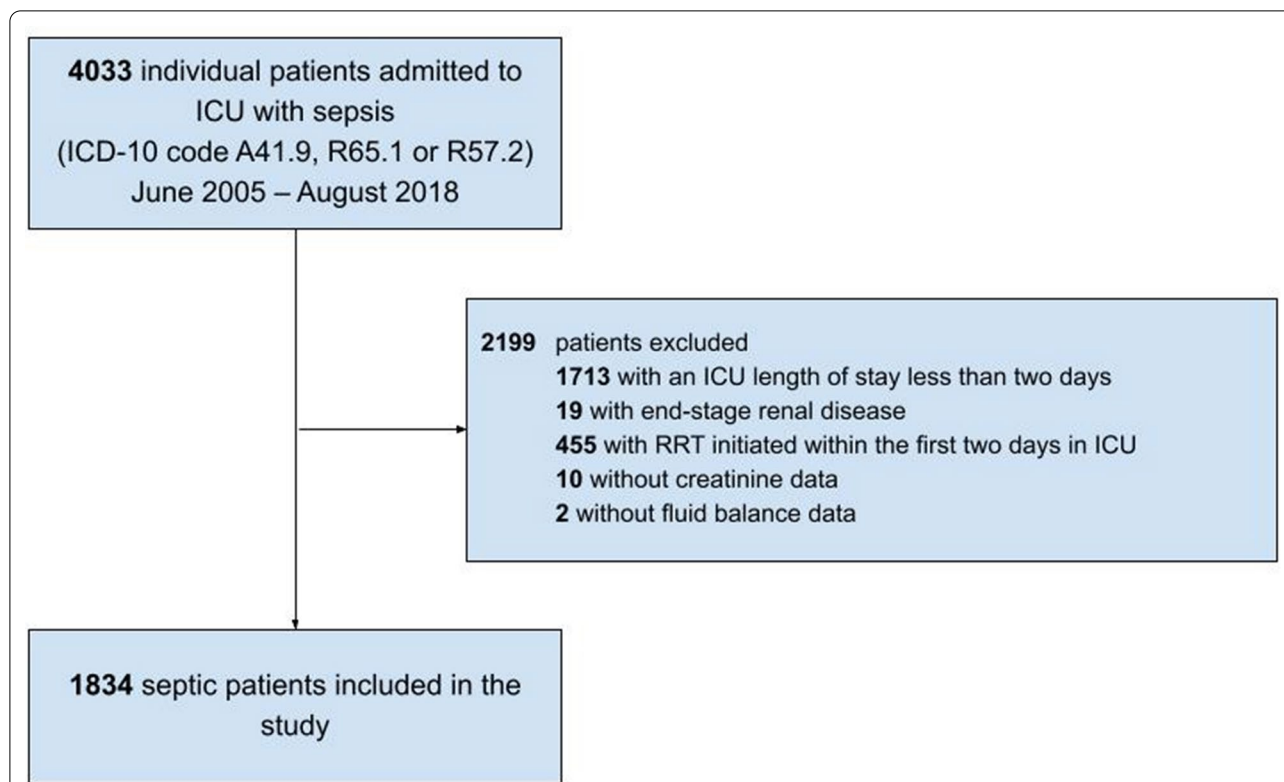 4033 individual patients admitted to
ICU with sepsis
(ICD-10 code A41.9, R65.1 or R57.2)
June 2005 – August 2018
2199 patients excluded
1713 with an ICU length of stay less than two days
19 with end-stage renal disease
455 with RRT initiated within the first two days in ICU
10 without creatinine data
2 without fluid balance data
1834 septic patients included in the
study